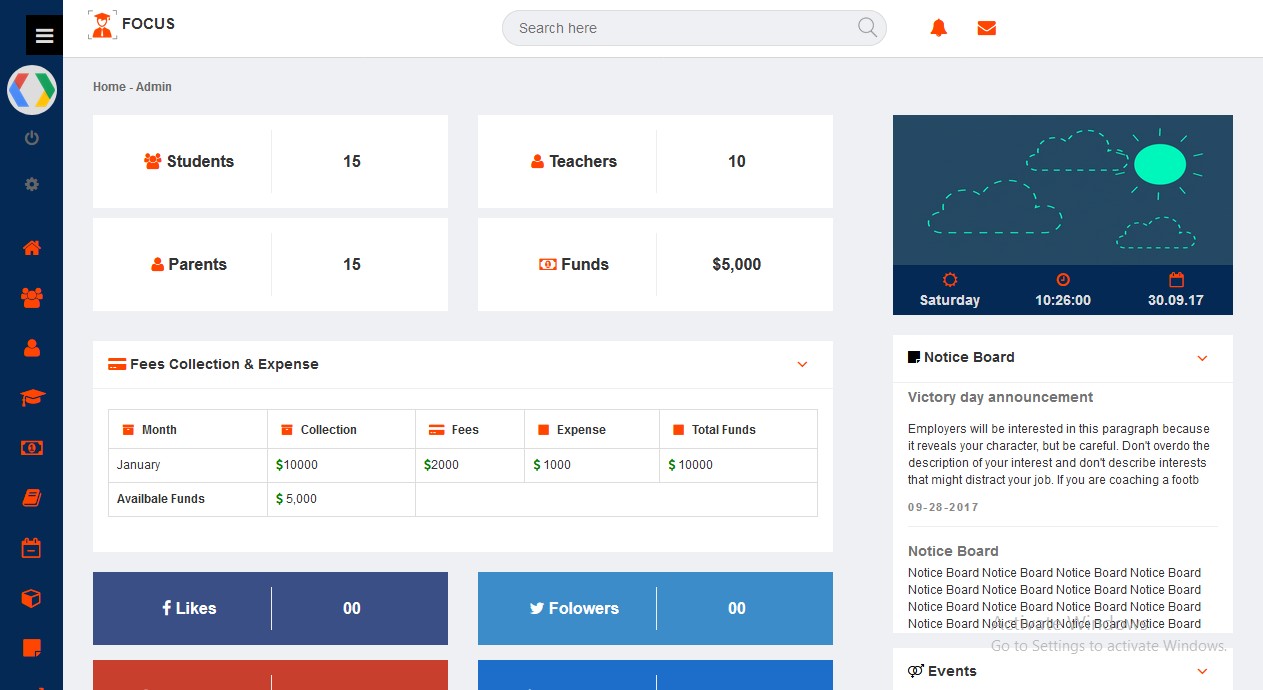 FOCUS
Search here
Home - Admin
Students 15
Teachers 10
Parents 15
Funds $5,000
Saturday 10:26:00 30.09.17
Fees Collection & Expense
Month Collection Fees Expense Total Funds
January $10000 $2000 $ 1000 $ 10000
Availbale Funds $ 5,000
Likes 00
Folowers 00
Notice Board
Victory day announcement
Employers will be interested in this paragraph because
it reveals your character, but be careful. Don't overdo the
description of your interest and don't describe interests
that might distract your job. If you are coaching a footb
09-28-2017
Notice Board
Notice Board Notice Board Notice Board Notice Board
Notice Board Notice Board Notice Board Notice Board
Notice Board Notice Board Notice Board Notice Board
Notice Board Notice Board Notice Board Notice Board
Activate Windows
Go to Settings to activate Windows.
Events